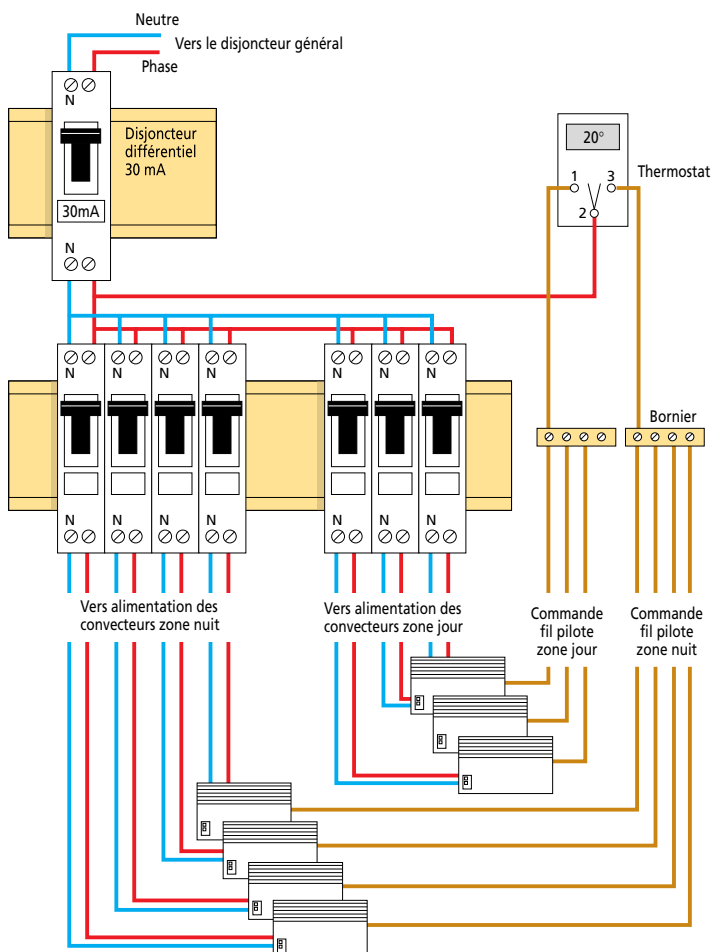 Neutre
Vers le disjoncteur général
Phase
N
Disjoncteur
différentiel
30 mA
30mA
N
20°
Thermostat
1 3
2
N N N N N N N
Bornier
N N N N N N N
Vers alimentation des
convecteurs zone nuit
Vers alimentation des
convecteurs zone jour
Commande
fil pilote
zone jour
Commande
fil pilote
zone nuit